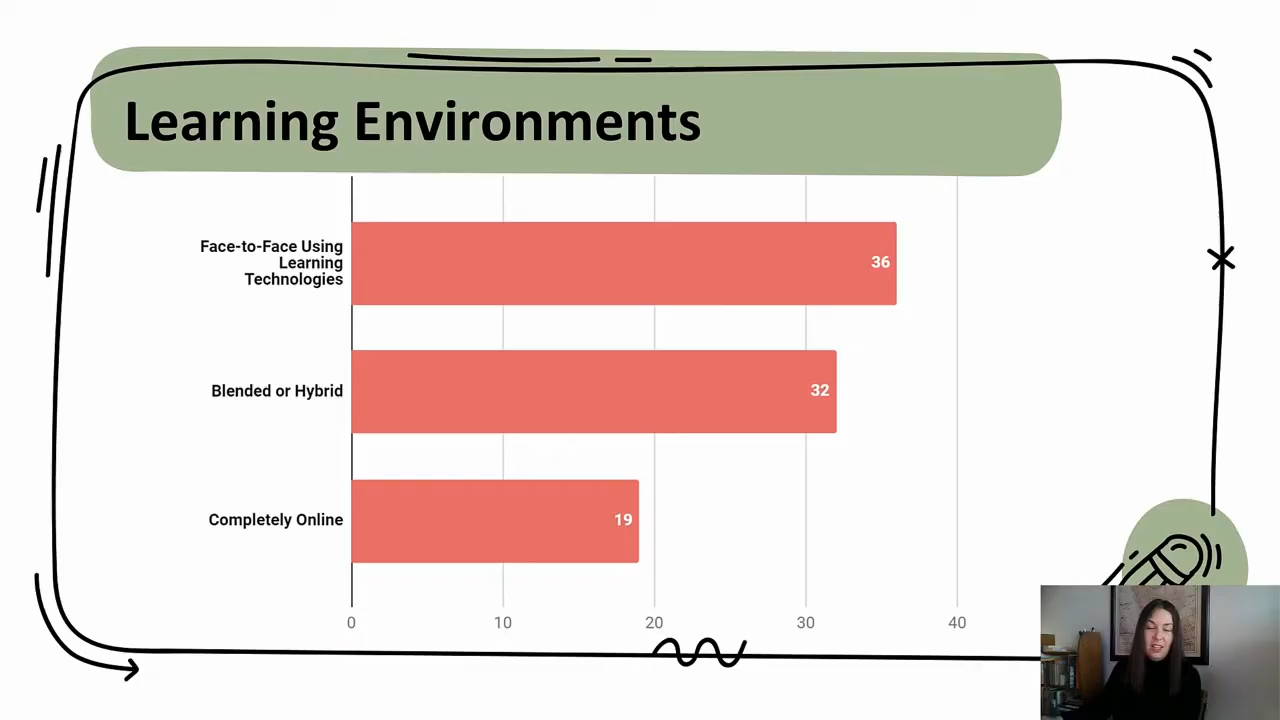 Learning Environments
Face-to-Face Using
Learning
Technologies
36
Blended or Hybrid
32
Completely Online
19
0
10
20
30
40